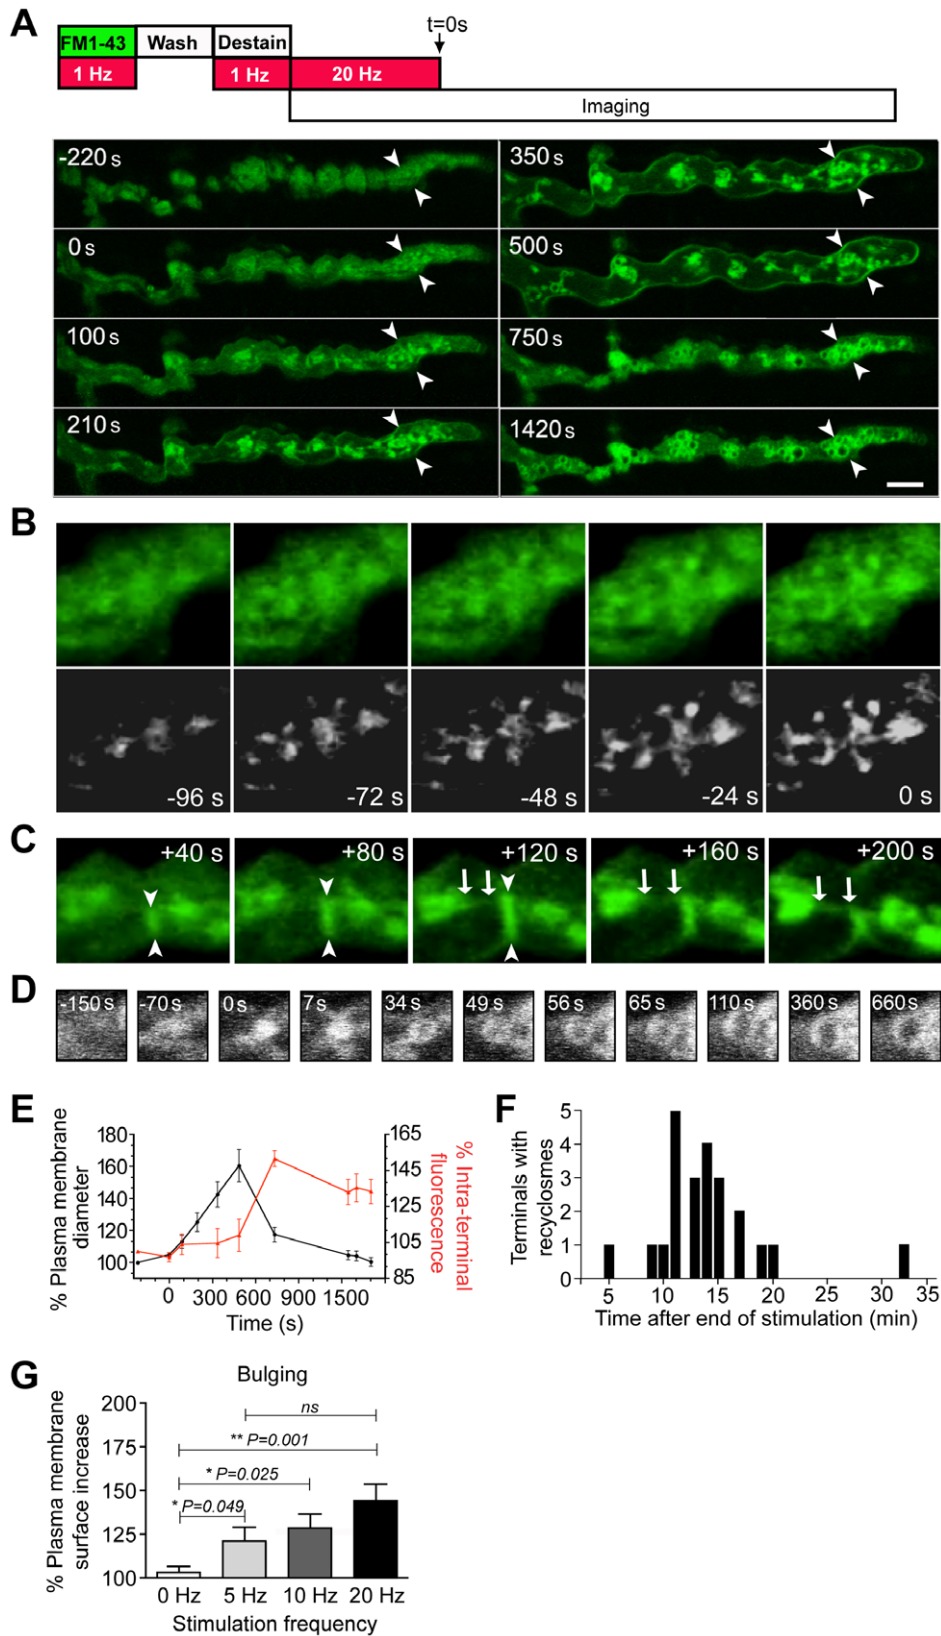 A
t=0s
FM1-43 Wash Destain
1 Hz 1 Hz 20 Hz
Imaging
-220 s 350 s
0 s 500 s
100 s 750 s
210 s 1420 s
B
-96 s -72 s -48 s -24 s 0 s
C
+40 s +80 s +120 s +160 s +200 s
D
-150 s -70 s 0 s 7 s 34 s 49 s 56 s 65 s 110 s 360 s 660 s
E
% Plasma membrane
diameter
180
160
140
120
100
165
145
125
105
85
% Intra-terminal
fluorescence
0 300 600 900 1500
Time (s)
F
Terminals with
recyclosmes
5
4
3
2
1
0
5 10 15 20 25 30 35
Time after end of stimulation (min)
G
Bulging
% Plasma membrane
surface increase
200
175
150
125
100
ns
** P=0.001
* P=0.025
* P=0.049
0 Hz 5 Hz 10 Hz 20 Hz
Stimulation frequency